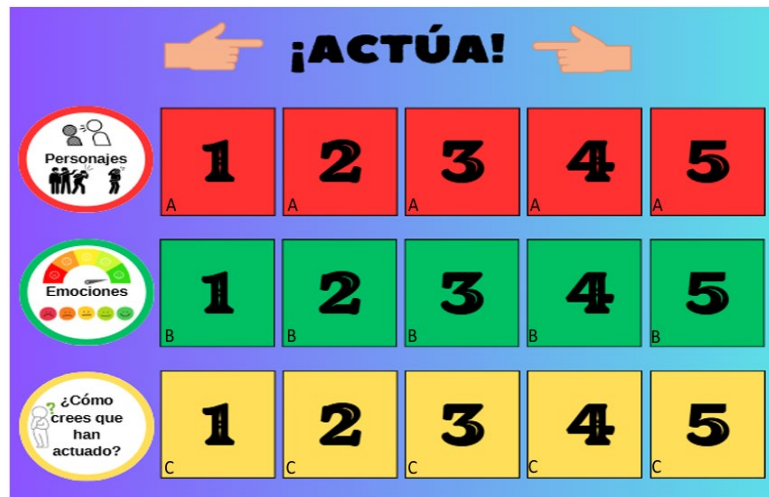 ¡ACTÚA!
Personajes
1 2 3 4 5
A A A A A
Emociones
1 2 3 4 5
B B B B B
¿Cómo
crees que
han
actuado?
?
1 2 3 4 5
C C C C C